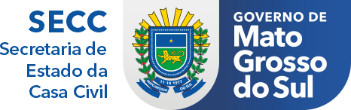 SECC
Secretaria de
Estado da
Casa Civil
GOVERNO DE
Mato
Grosso
do Sul